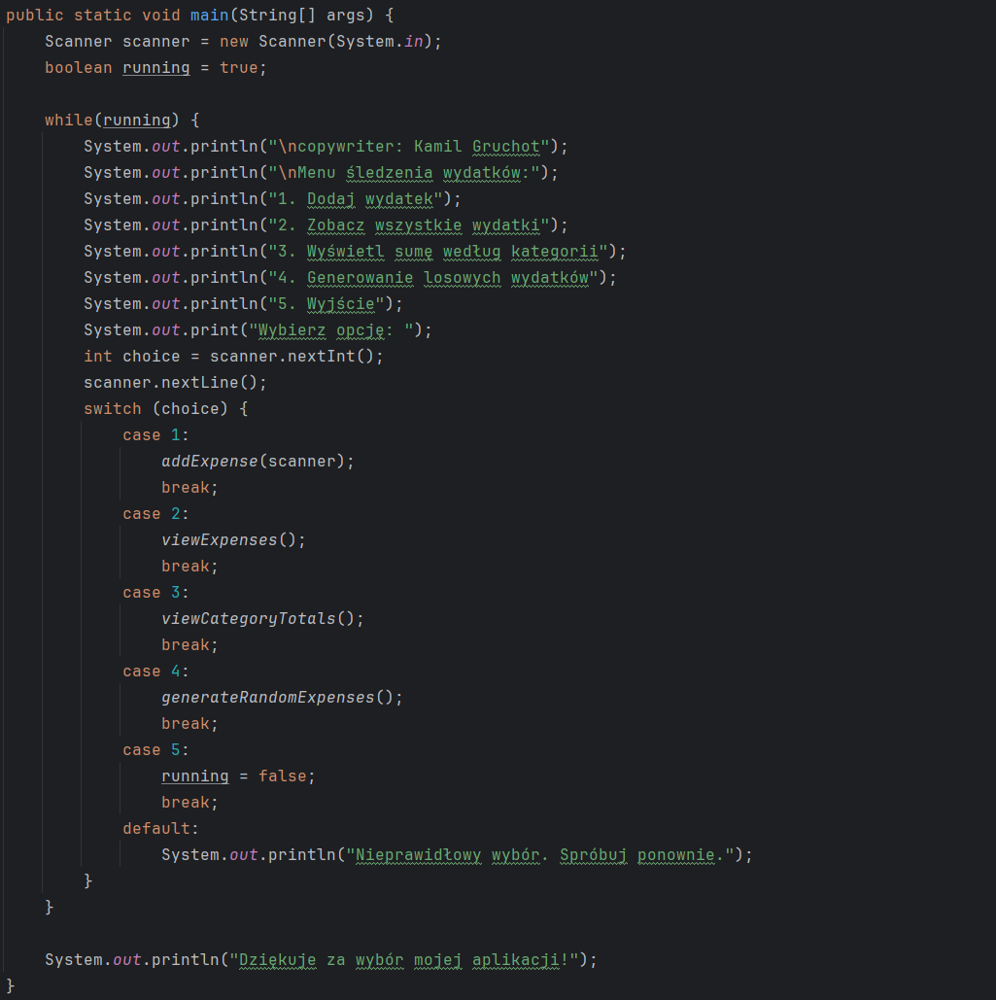 public static void main(String[] args) {
    Scanner scanner = new Scanner(System.in);
    boolean running = true;

    while(running) {
        System.out.println("\ncopywriter: Kamil Gruchot");
        System.out.println("\nMenu śledzenia wydatków:");
        System.out.println("1. Dodaj wydatek");
        System.out.println("2. Zobacz wszystkie wydatki");
        System.out.println("3. Wyświetl sumę według kategorii");
        System.out.println("4. Generowanie losowych wydatków");
        System.out.println("5. Wyjście");
        System.out.print("Wybierz opcję: ");
        int choice = scanner.nextInt();
        scanner.nextLine();
        switch (choice) {
            case 1:
                addExpense(scanner);
                break;
            case 2:
                viewExpenses();
                break;
            case 3:
                viewCategoryTotals();
                break;
            case 4:
                generateRandomExpenses();
                break;
            case 5:
                running = false;
                break;
            default:
                System.out.println("Nieprawidłowy wybór. Spróbuj ponownie.");
        }
    }

    System.out.println("Dziękuje za wybór mojej aplikacji!");
}